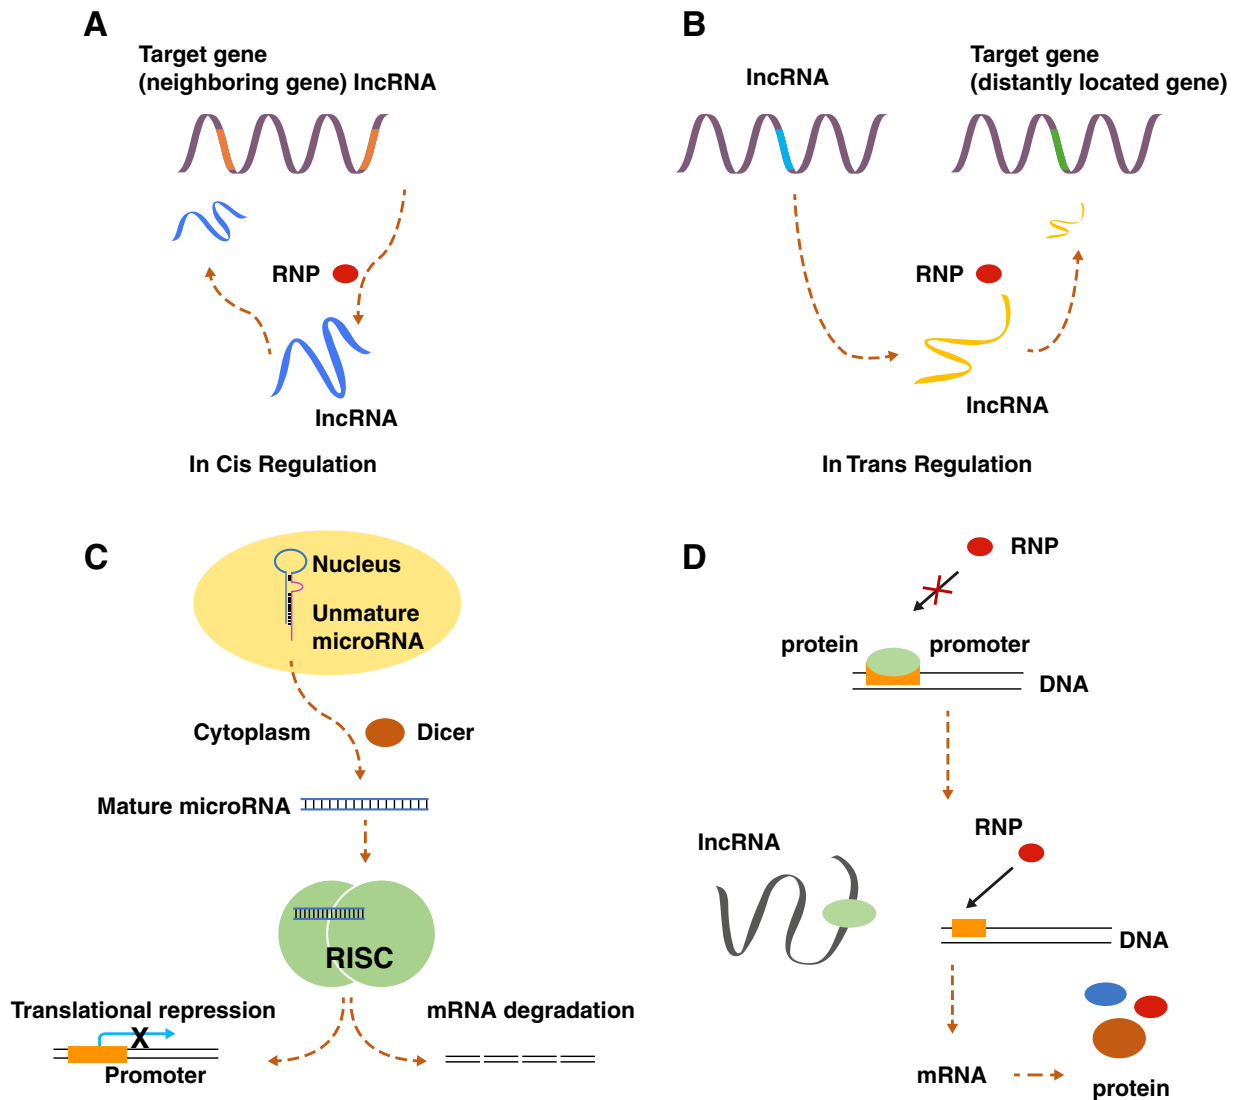 A
Target gene
(neighboring gene) lncRNA
RNP
lncRNA
In Cis Regulation
B
lncRNA
Target gene
(distantly located gene)
RNP
lncRNA
In Trans Regulation
C
Nucleus
Unmature
microRNA
Cytoplasm
Dicer
Mature microRNA
RISC
Translational repression
X
Promoter
mRNA degradation
D
RNP
protein
promoter
DNA
lncRNA
RNP
DNA
mRNA
protein